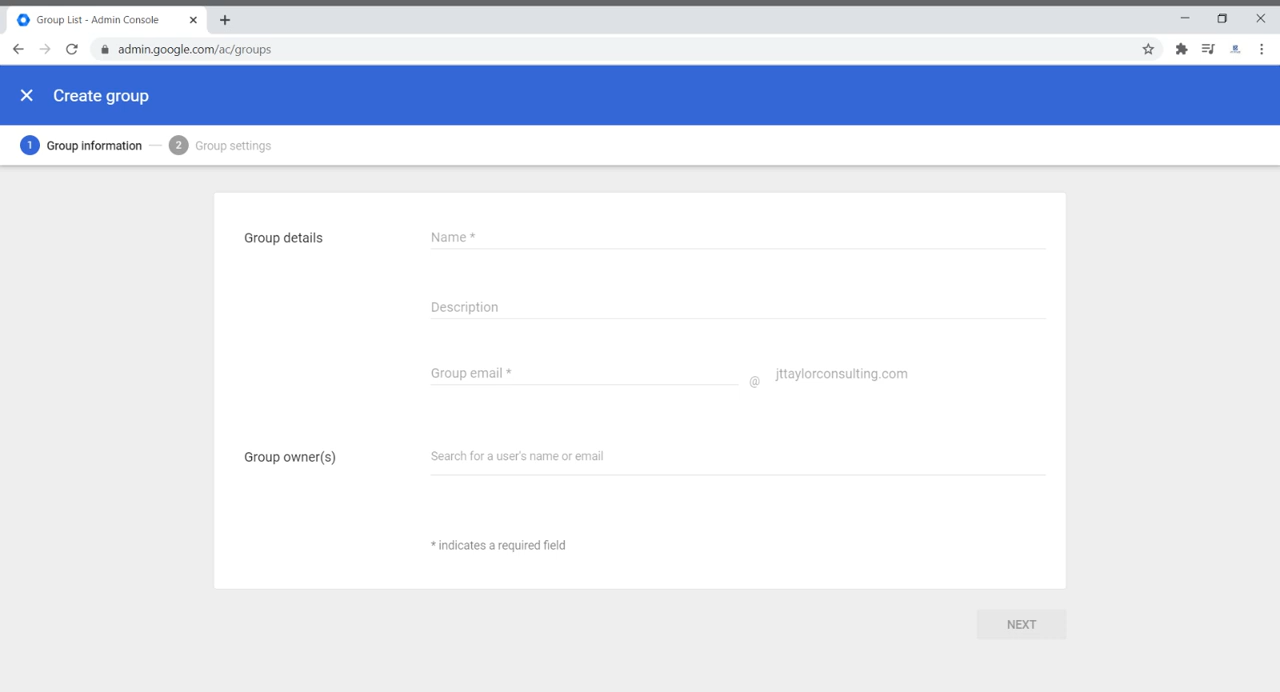 Group List - Admin Console
admin.google.com/ac/groups
Create group
1 Group information 2 Group settings
Group details
Name *
Description
Group email *
@ jttaylorconsulting.com
Group owner(s)
Search for a user's name or email
* indicates a required field
NEXT